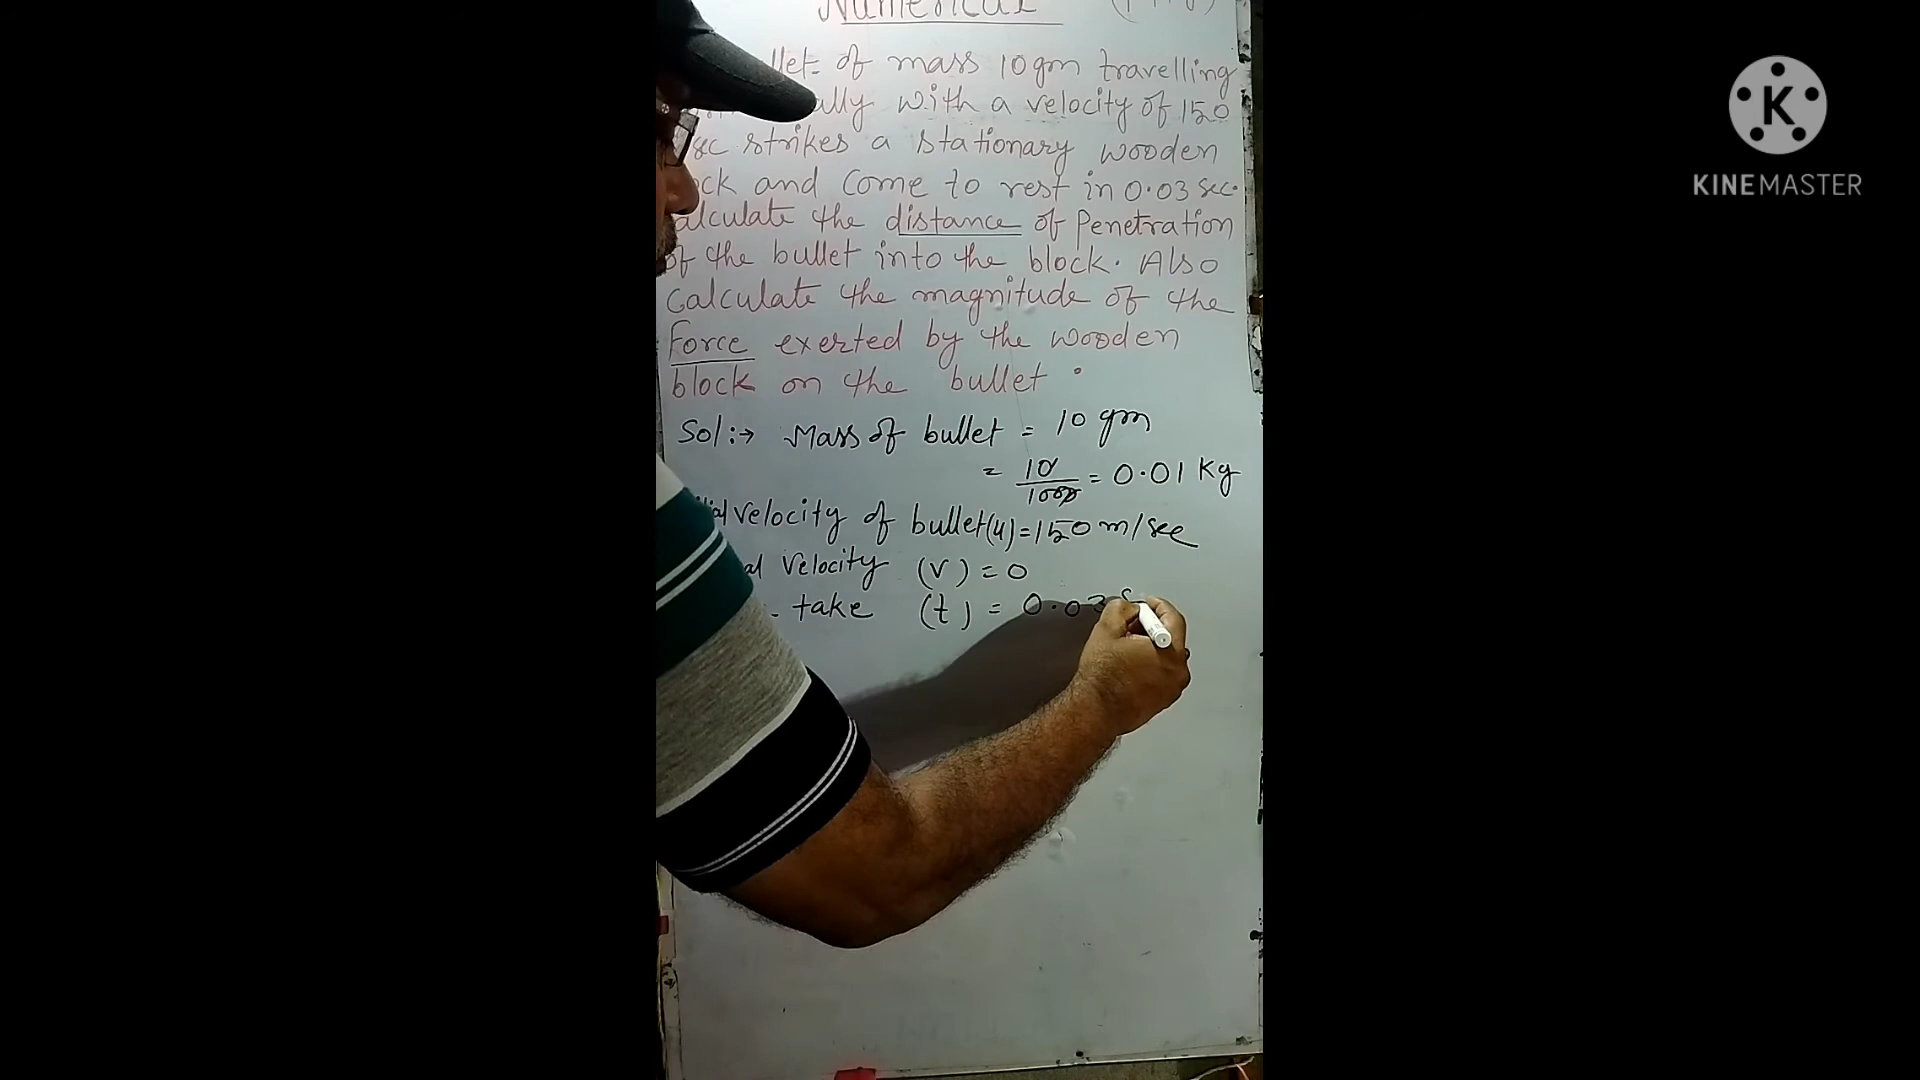 Numerical
of mass 10gm travelling
with a velocity of 150
strikes a stationary wooden
and come to rest in 0.03 sec.
the distance of Penetration
of the bullet into the block. Also
Calculate the magnitude of the
Force exerted by the wooden
block on the bullet.
Sol:→ Mass of bullet = 10 gm
= 10/1000 = 0.01 Kg
velocity of bullet(u)=150 m/sec
Velocity (v) = 0
take (t) = 0.03
K
KINEMASTER